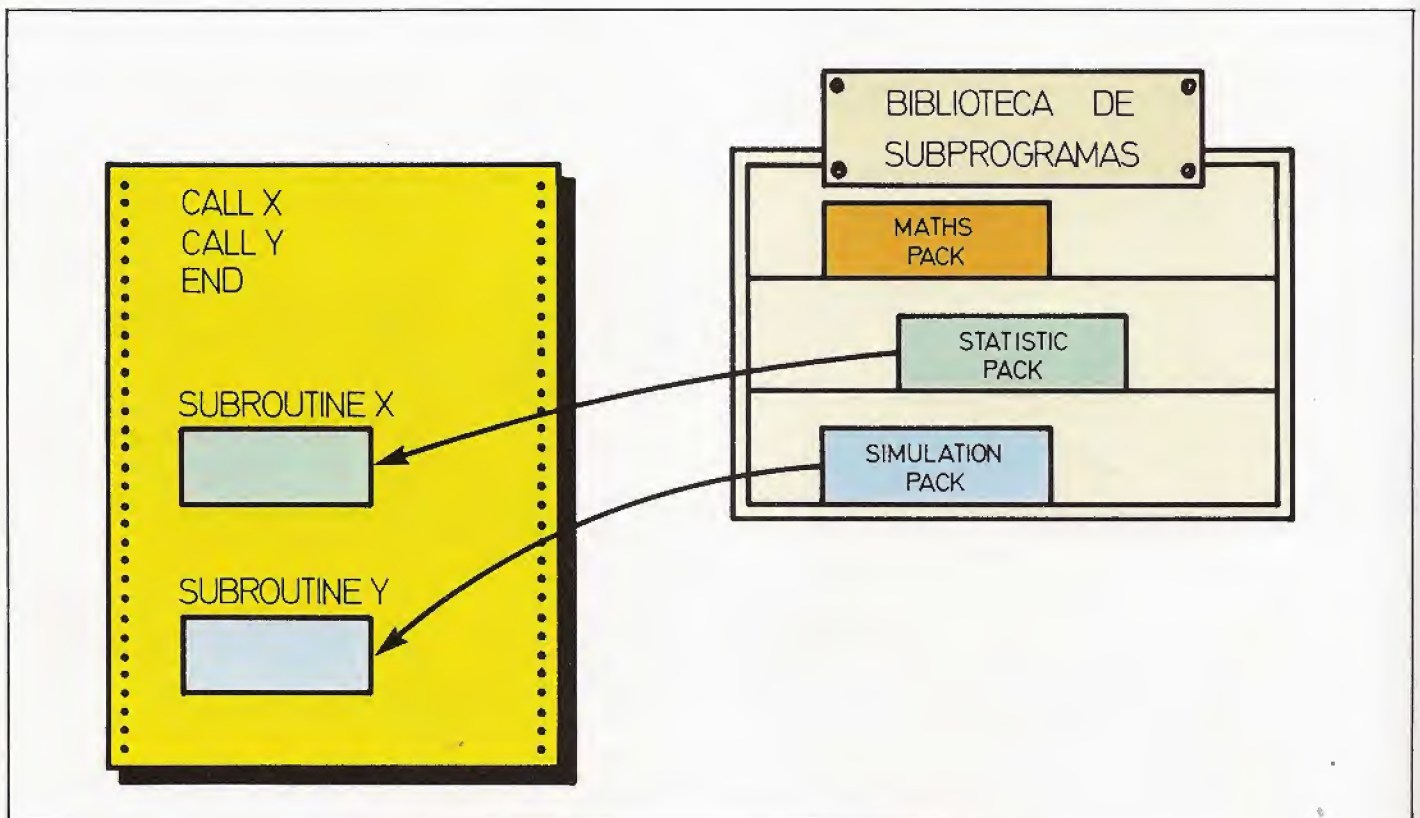 CALL X
CALL Y
END
SUBROUTINE X
SUBROUTINE Y
BIBLIOTECA DE
SUBPROGRAMAS
MATHS
PACK
STATISTIC
PACK
SIMULATION
PACK